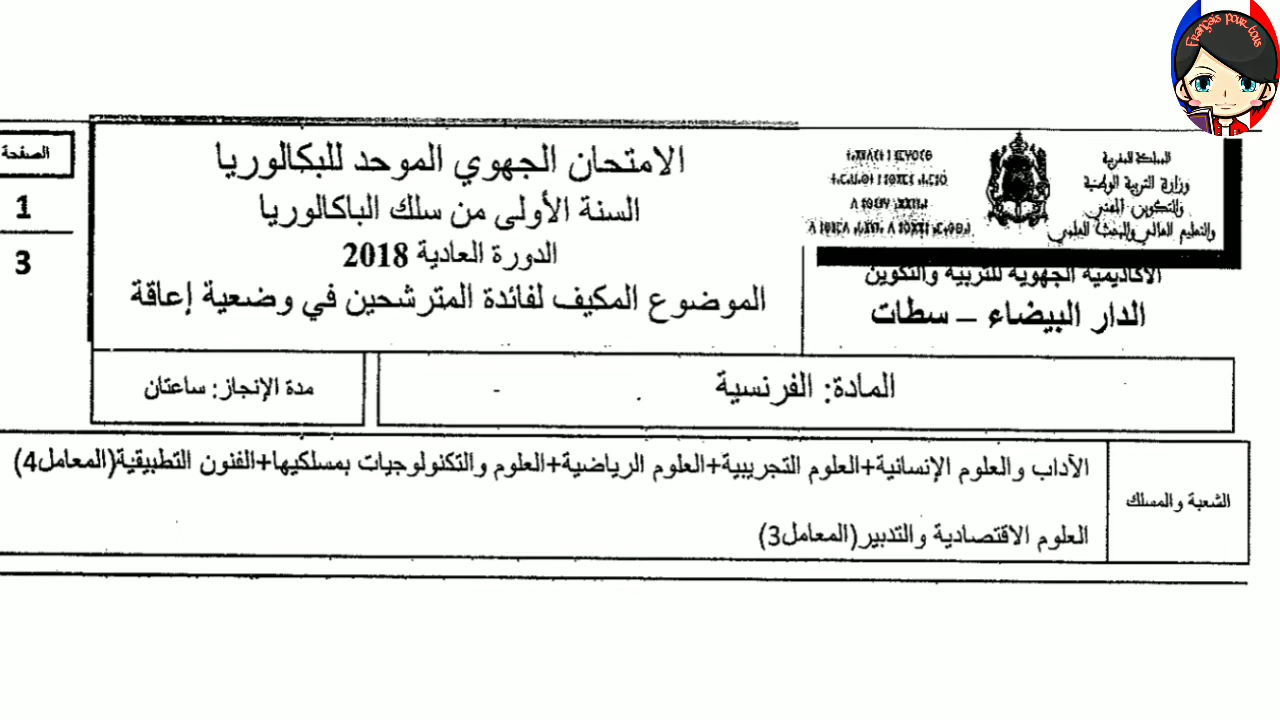 Français pour tous
المملكة المغربية
وزارة التربية الوطنية
والتكوين المهني
والتعليم العالي والبحث العلمي
الأكاديمية الجهوية للتربية والتكوين
الدار البيضاء – سطات
الامتحان الجهوي الموحد للبكالوريا
السنة الأولى من سلك الباكالوريا
الدورة العادية 2018
الموضوع المكيف لفائدة المترشحين في وضعية إعاقة
الصفحة
1
3
المادة: الفرنسية
مدة الإنجاز: ساعتان
الشعبة والمسلك
الآداب والعلوم الإنسانية+العلوم التجريبية+العلوم الرياضية+العلوم والتكنولوجيات بمسلكيها+الفنون التطبيقية(المعامل4)
العلوم الاقتصادية والتدبير(المعامل3)